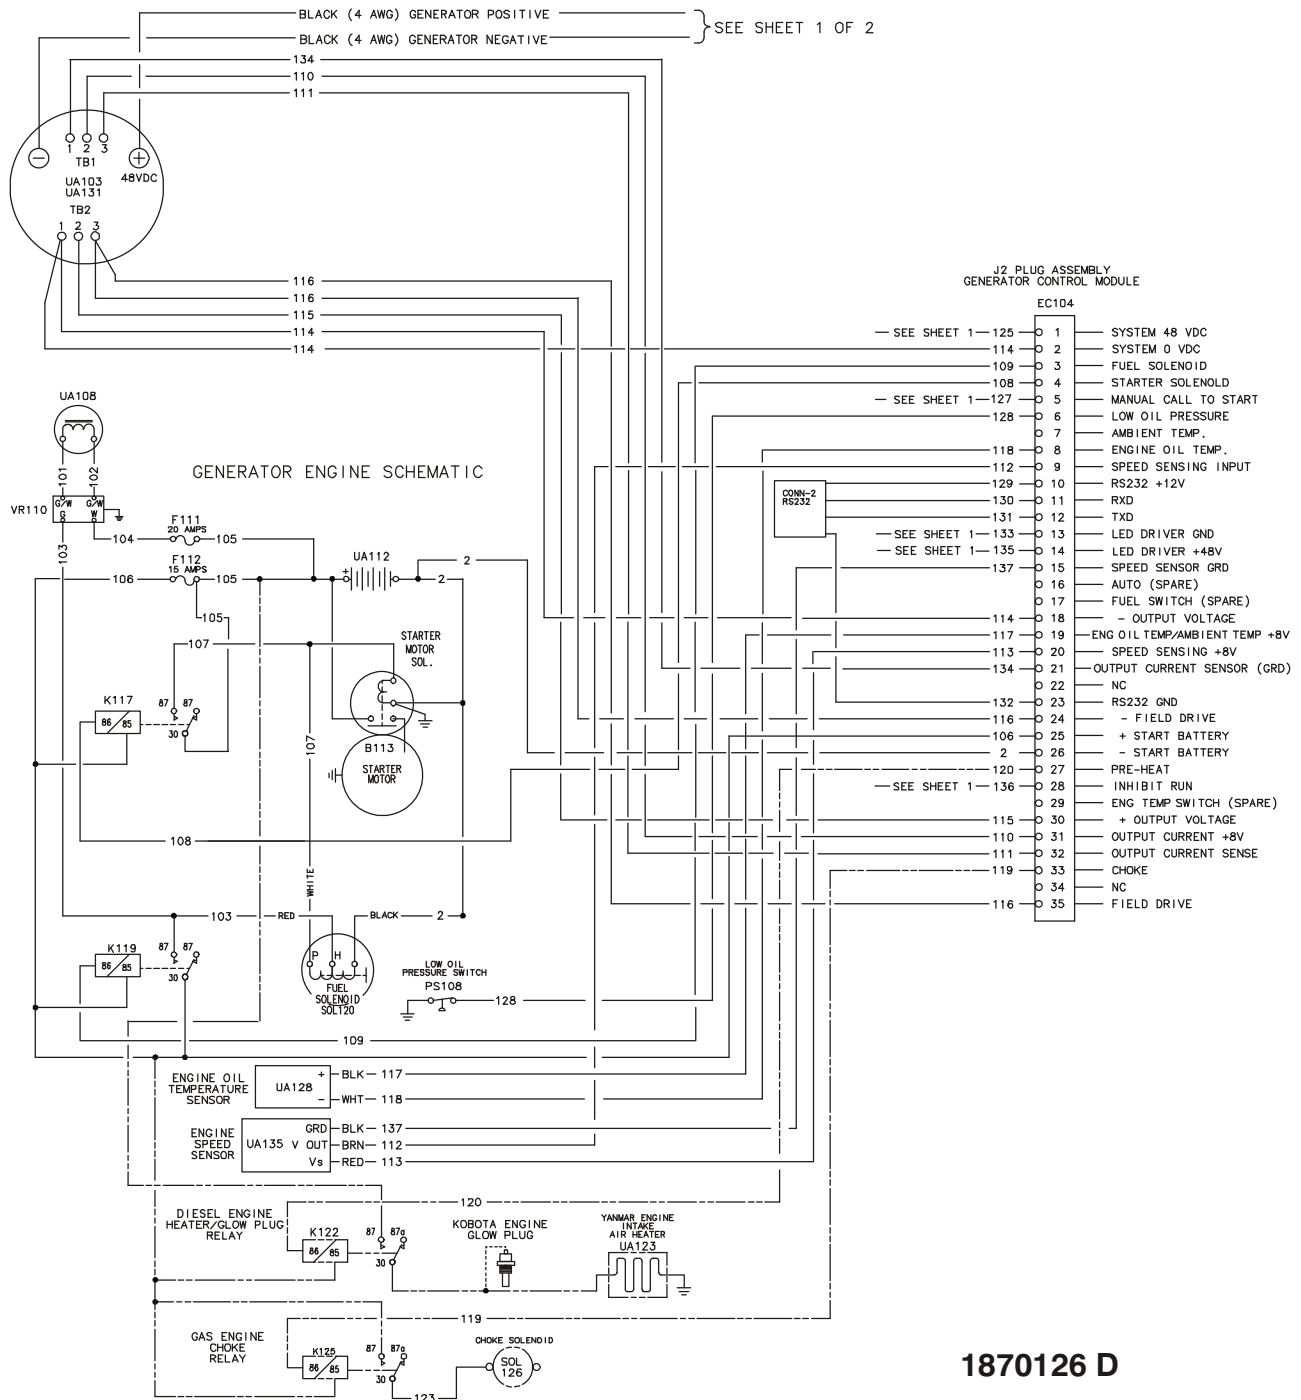 BLACK (4 AWG) GENERATOR POSITIVE
BLACK (4 AWG) GENERATOR NEGATIVE
SEE SHEET 1 OF 2
134
110
111
1 2 3
TB1
48VDC
UA103
UA131
TB2
1 2 3
116
116
115
114
114
J2 PLUG ASSEMBLY
GENERATOR CONTROL MODULE
EC104
SEE SHEET 1 125 1 SYSTEM 48 VDC
114 2 SYSTEM 0 VDC
109 3 FUEL SOLENOID
108 4 STARTER SOLENOLD
SEE SHEET 1 127 5 MANUAL CALL TO START
128 6 LOW OIL PRESSURE
7 AMBIENT TEMP.
118 8 ENGINE OIL TEMP.
112 9 SPEED SENSING INPUT
129 10 RS232 +12V
130 11 RXD
131 12 TXD
SEE SHEET 1 133 13 LED DRIVER GND
SEE SHEET 1 135 14 LED DRIVER +48V
137 15 SPEED SENSOR GRD
16 AUTO (SPARE)
17 FUEL SWITCH (SPARE)
114 18 - OUTPUT VOLTAGE
117 19 ENG OIL TEMP/AMBIENT TEMP +8V
113 20 SPEED SENSING +8V
134 21 OUTPUT CURRENT SENSOR (GRD)
22 NC
132 23 RS232 GND
116 24 - FIELD DRIVE
106 25 + START BATTERY
2 26 - START BATTERY
120 27 PRE-HEAT
SEE SHEET 1 136 28 INHIBIT RUN
29 ENG TEMP SWITCH (SPARE)
115 30 + OUTPUT VOLTAGE
110 31 OUTPUT CURRENT +8V
111 32 OUTPUT CURRENT SENSE
119 33 CHOKE
34 NC
116 35 FIELD DRIVE
CONN-2
RS232
UA108
GENERATOR ENGINE SCHEMATIC
101
102
G/W G/W
G W
VR110
103
F111
20 AMPS
104
105
F112
15 AMPS
106
105
105
UA112
+
2
2
107
STARTER
MOTOR
SOL.
K117
86 85
87 87
30
107
B113
STARTER
MOTOR
108
WHITE
103
RED
BLACK
2
K119
86 85
87 87
30
P H
FUEL
SOLENOID
SOL120
LOW OIL
PRESSURE SWITCH
PS108
128
109
ENGINE OIL
TEMPERATURE
SENSOR
UA128
+ BLK 117
- WHT 118
ENGINE
SPEED
SENSOR
UA135
GRD BLK 137
V OUT BRN 112
Vs RED 113
DIESEL ENGINE
HEATER/GLOW PLUG
RELAY
120
K122
86 85
87 87a
30
KOBOTA ENGINE
GLOW PLUG
YANMAR ENGINE
INTAKE
AIR HEATER
UA123
119
GAS ENGINE
CHOKE
RELAY
K125
86 85
87 87a
30
123
CHOKE SOLENOID
SOL
126
1870126 D